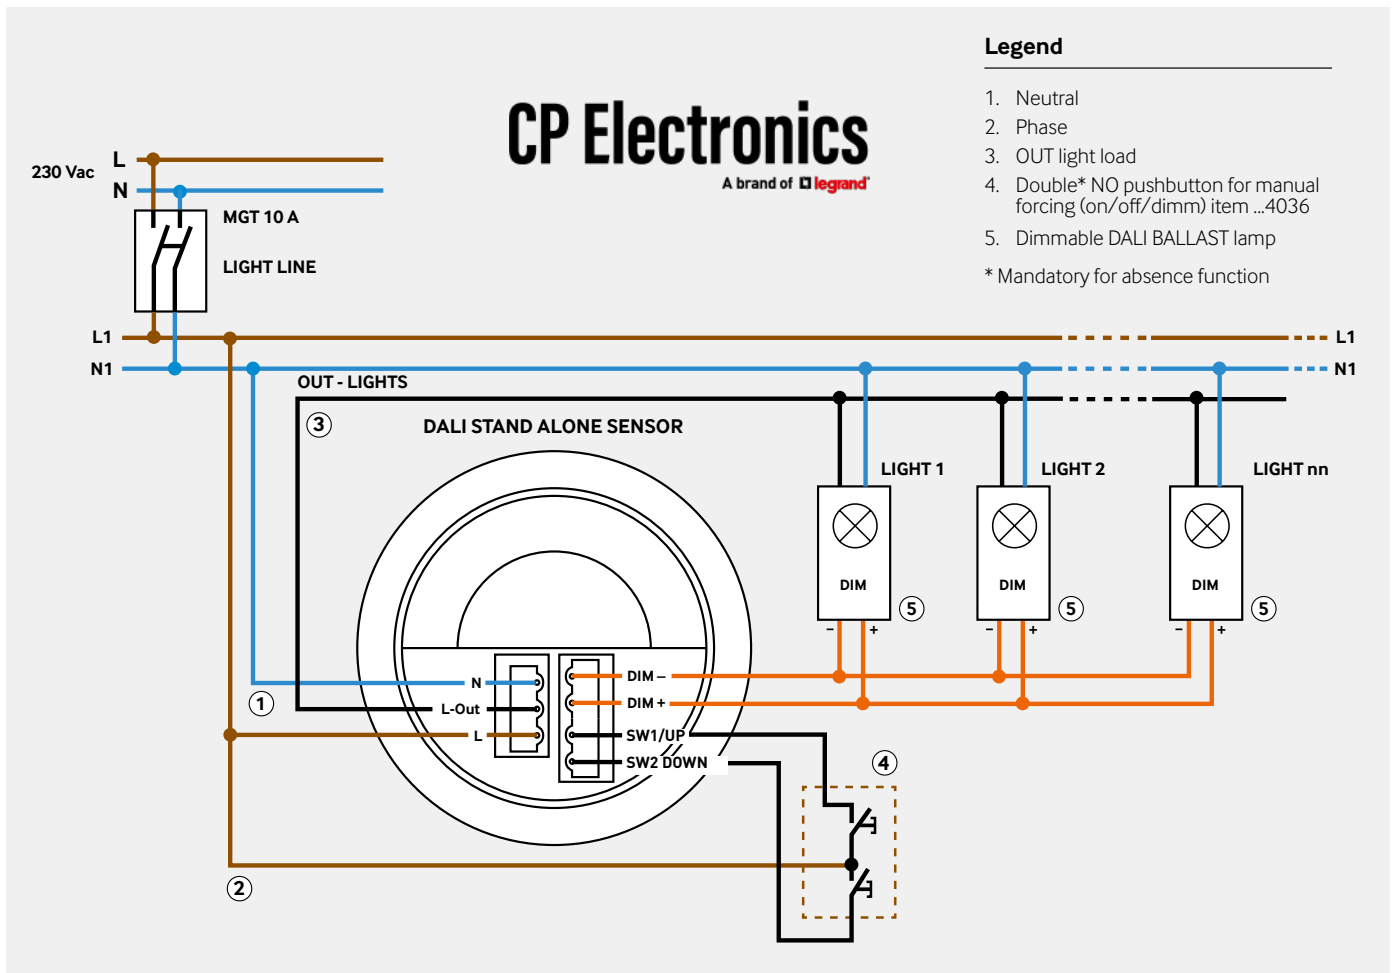 Legend
1. Neutral
2. Phase
3. OUT light load
4. Double* NO pushbutton for manual
forcing (on/off/dimm) item ...4036
5. Dimmable DALI BALLAST lamp
* Mandatory for absence function
CP Electronics
A brand of legrand®
230 Vac
L
N
MGT 10 A
LIGHT LINE
L1
L1
N1
N1
OUT - LIGHTS
3
DALI STAND ALONE SENSOR
LIGHT 1
LIGHT 2
LIGHT nn
DIM
DIM
DIM
5
5
5
– +
– +
– +
N
L-Out
L
DIM –
DIM +
SW1/UP
SW2 DOWN
1
4
2